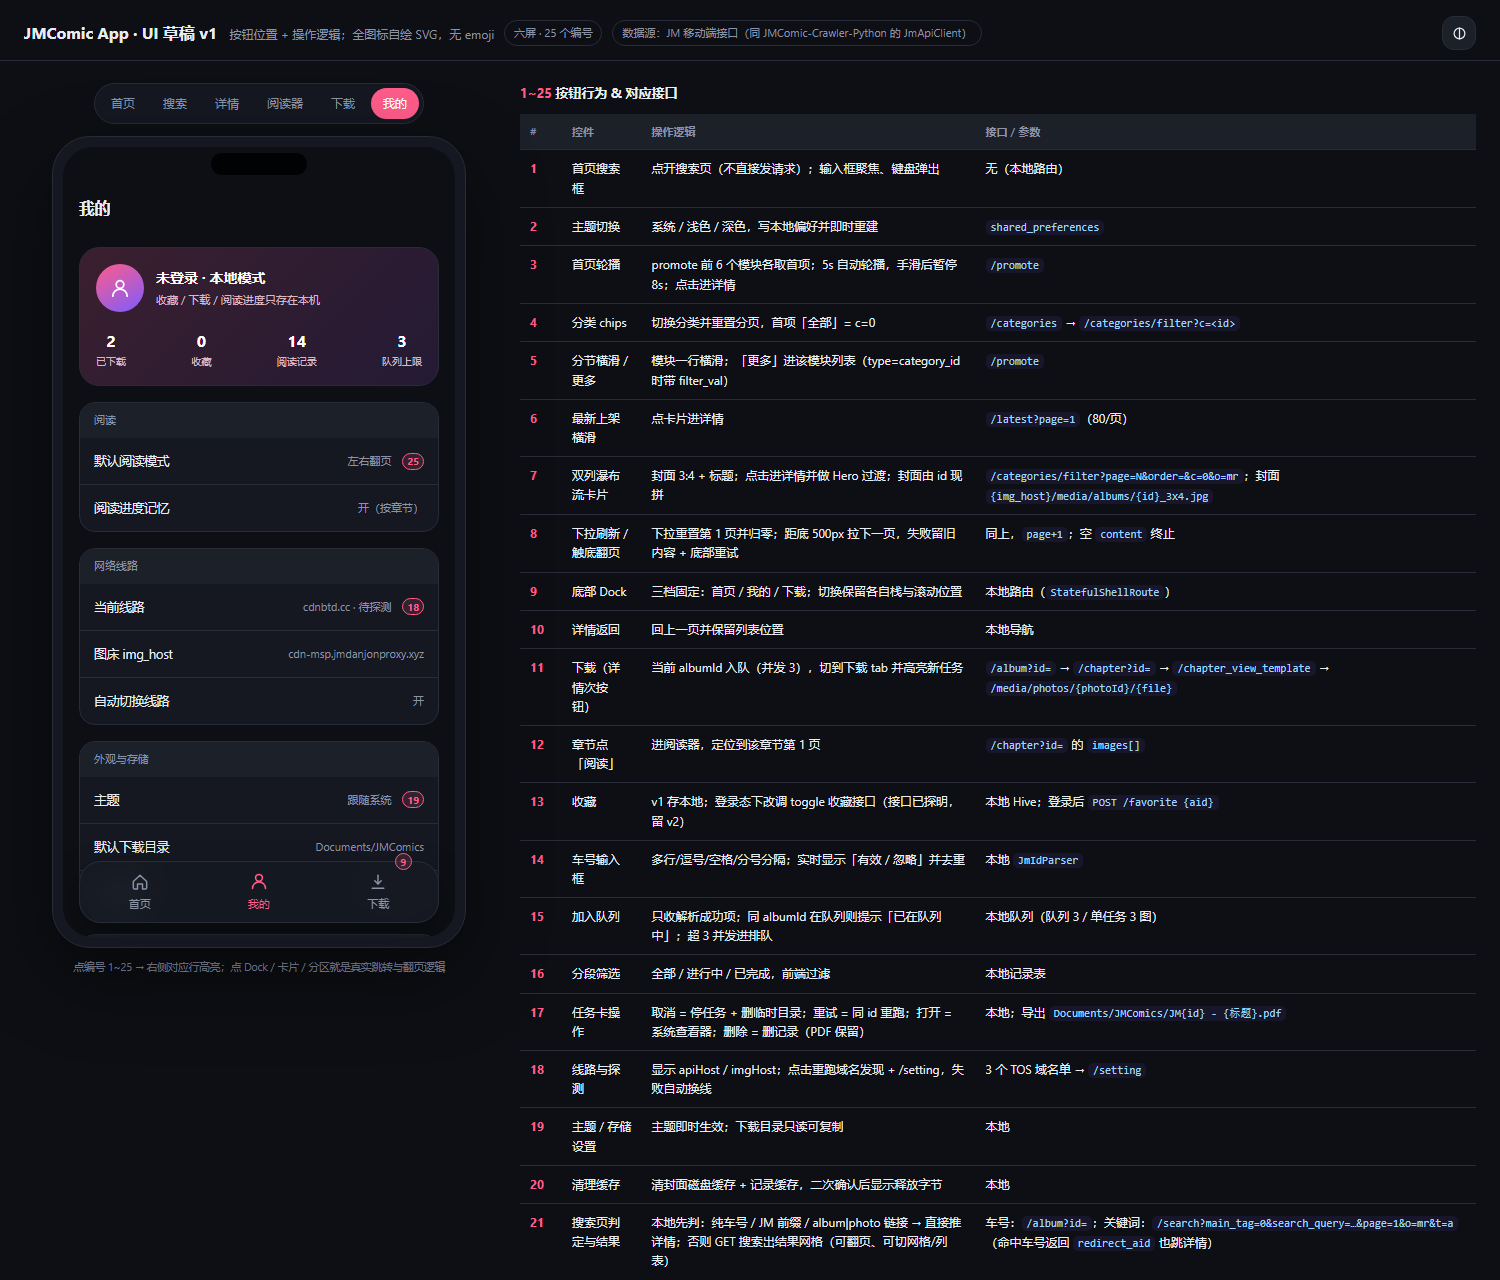 JMComic App · UI 草稿 v1
按钮位置 + 操作逻辑；全图标自绘 SVG，无 emoji
六屏 · 25 个编号
数据源：JM 移动端接口（同 JMComic-Crawler-Python 的 JmApiClient）
首页
搜索
详情
阅读器
下载
我的
我的
未登录 · 本地模式
收藏 / 下载 / 阅读进度只存在本机
2
0
14
3
已下载
收藏
阅读记录
队列上限
阅读
默认阅读模式
左右翻页
25
阅读进度记忆
开（按章节）
网络线路
当前线路
cdnbtd.cc · 待探测
18
图床 img_host
cdn-msp.jmdanjonproxy.xyz
自动切换线路
开
外观与存储
主题
跟随系统
19
默认下载目录
Documents/JMComics
9
首页
我的
下载
点编号 1~25 → 右侧对应行高亮；点 Dock / 卡片 / 分区就是真实跳转与翻页逻辑
1~25 按钮行为 & 对应接口
#
控件
操作逻辑
接口 / 参数
1
首页搜索
框
点开搜索页（不直接发请求）；输入框聚焦、键盘弹出
无（本地路由）
2
主题切换
系统 / 浅色 / 深色，写本地偏好并即时重建
shared_preferences
3
首页轮播
promote 前 6 个模块各取首项；5s 自动轮播，手滑后暂停
8s；点击进详情
/promote
4
分类 chips
切换分类并重置分页，首项「全部」= c=0
/categories → /categories/filter?c=<id>
5
分节横滑 /
更多
模块一行横滑；「更多」进该模块列表（type=category_id
时带 filter_val）
/promote
6
最新上架
横滑
点卡片进详情
/latest?page=1 （80/页）
7
双列瀑布
流卡片
封面 3:4 + 标题；点击进详情并做 Hero 过渡；封面由 id 现
拼
/categories/filter?page=N&order=&c=0&o=mr ；封面
{img_host}/media/albums/{id}_3x4.jpg
8
下拉刷新 /
触底翻页
下拉重置第 1 页并归零；距底 500px 拉下一页，失败留旧
内容 + 底部重试
同上， page+1 ；空 content 终止
9
底部 Dock
三档固定：首页 / 我的 / 下载；切换保留各自栈与滚动位置
本地路由（ StatefulShellRoute ）
10
详情返回
回上一页并保留列表位置
本地导航
11
下载（详
情次按
钮）
当前 albumId 入队（并发 3），切到下载 tab 并高亮新任务
/album?id= → /chapter?id= → /chapter_view_template →
/media/photos/{photoId}/{file}
12
章节点
「阅读」
进阅读器，定位到该章节第 1 页
/chapter?id= 的 images[]
13
收藏
v1 存本地；登录态下改调 toggle 收藏接口（接口已探明，
留 v2）
本地 Hive；登录后 POST /favorite {aid}
14
车号输入
框
多行/逗号/空格/分号分隔；实时显示「有效 / 忽略」并去重
本地 JmIdParser
15
加入队列
只收解析成功项；同 albumId 在队列则提示「已在队列
中」；超 3 并发进排队
本地队列（队列 3 / 单任务 3 图）
16
分段筛选
全部 / 进行中 / 已完成，前端过滤
本地记录表
17
任务卡操
作
取消 = 停任务 + 删临时目录；重试 = 同 id 重跑；打开 =
系统查看器；删除 = 删记录（PDF 保留）
本地；导出 Documents/JMComics/JM{id} - {标题}.pdf
18
线路与探
测
显示 apiHost / imgHost；点击重跑域名发现 + /setting，失
败自动换线
3 个 TOS 域名单 → /setting
19
主题 / 存储
设置
主题即时生效；下载目录只读可复制
本地
20
清理缓存
清封面磁盘缓存 + 记录缓存，二次确认后显示释放字节
本地
21
搜索页判
定与结果
本地先判：纯车号 / JM 前缀 / album|photo 链接 → 直接推
详情；否则 GET 搜索出结果网格（可翻页、可切网格/列
表）
车号： /album?id= ；关键词： /search?main_tag=0&search_query=…&page=1&o=mr&t=a
（命中车号返回 redirect_aid 也跳详情）